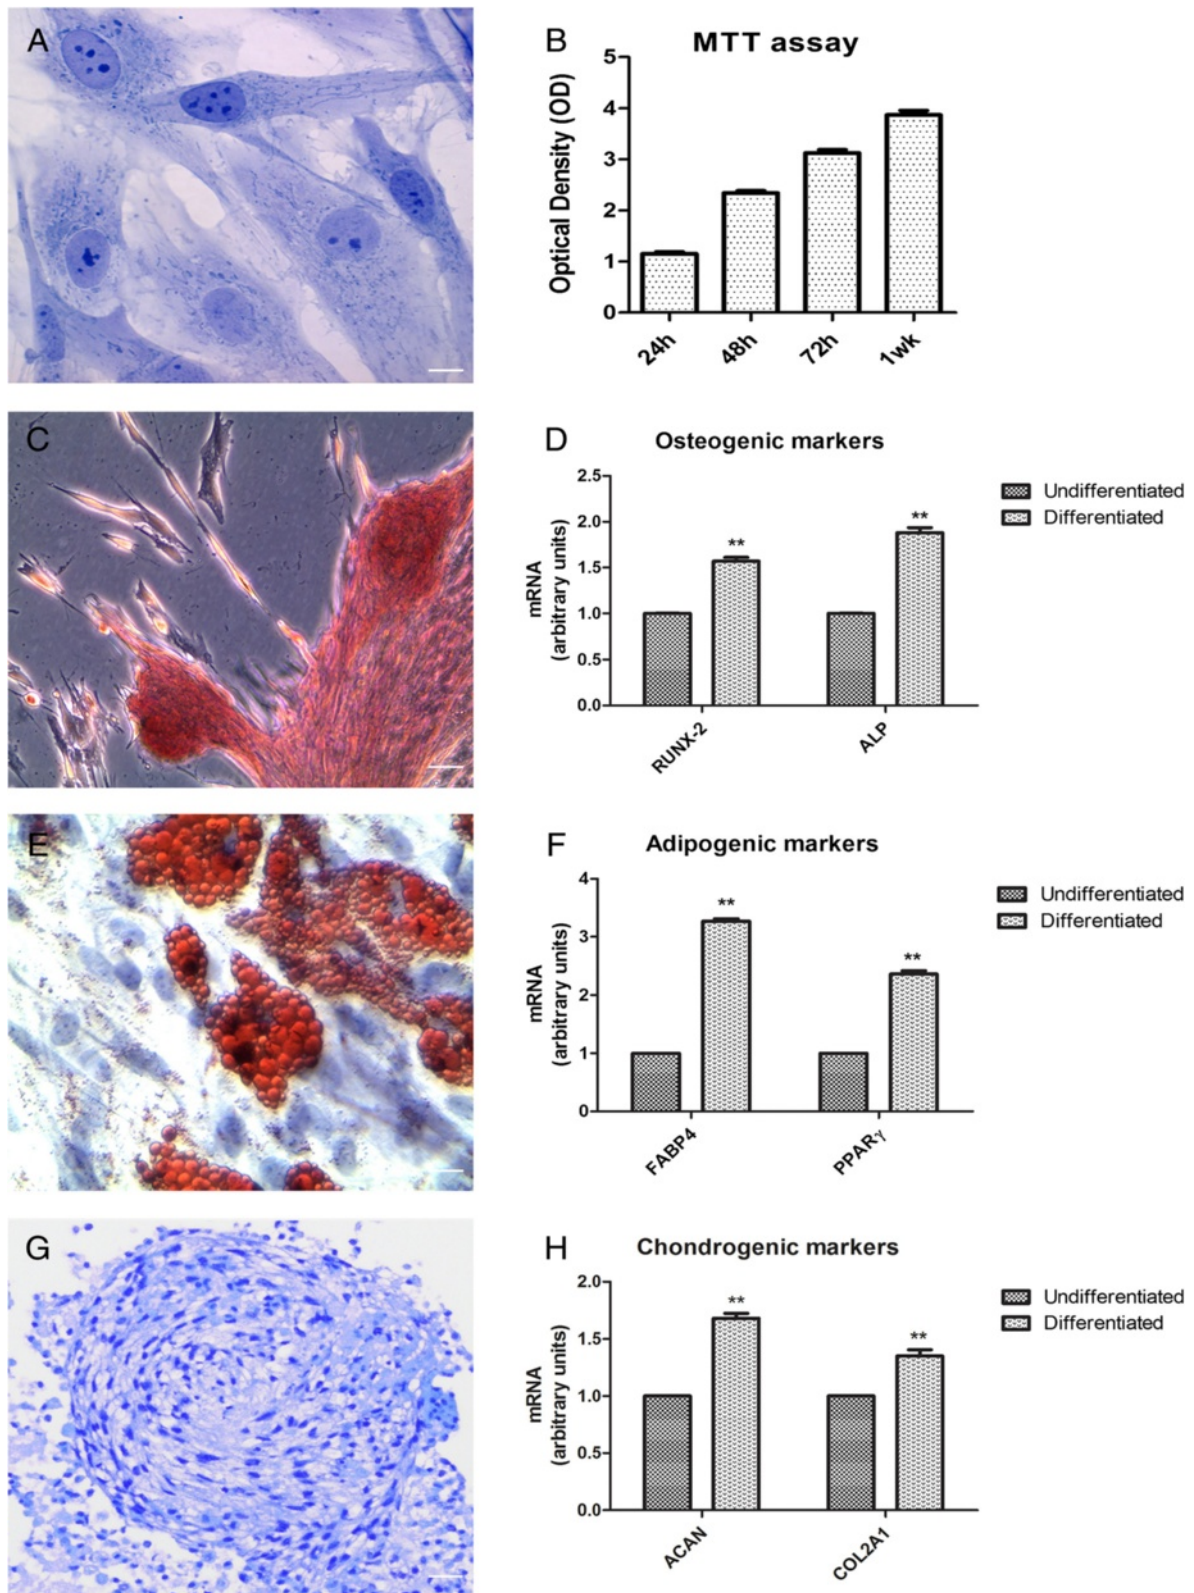 A
B
MTT assay
Optical Density (OD)
5
4
3
2
1
0
24h
48h
72h
1wk
C
D
Osteogenic markers
mRNA
(arbitrary units)
2.5
2.0
1.5
1.0
0.5
0.0
**
**
RUNX-2
ALP
Undifferentiated
Differentiated
E
F
Adipogenic markers
mRNA
(arbitrary units)
4
3
2
1
0
**
**
FABP4
PPARγ
Undifferentiated
Differentiated
G
H
Chondrogenic markers
mRNA
(arbitrary units)
2.0
1.5
1.0
0.5
0.0
**
**
ACAN
COL2A1
Undifferentiated
Differentiated